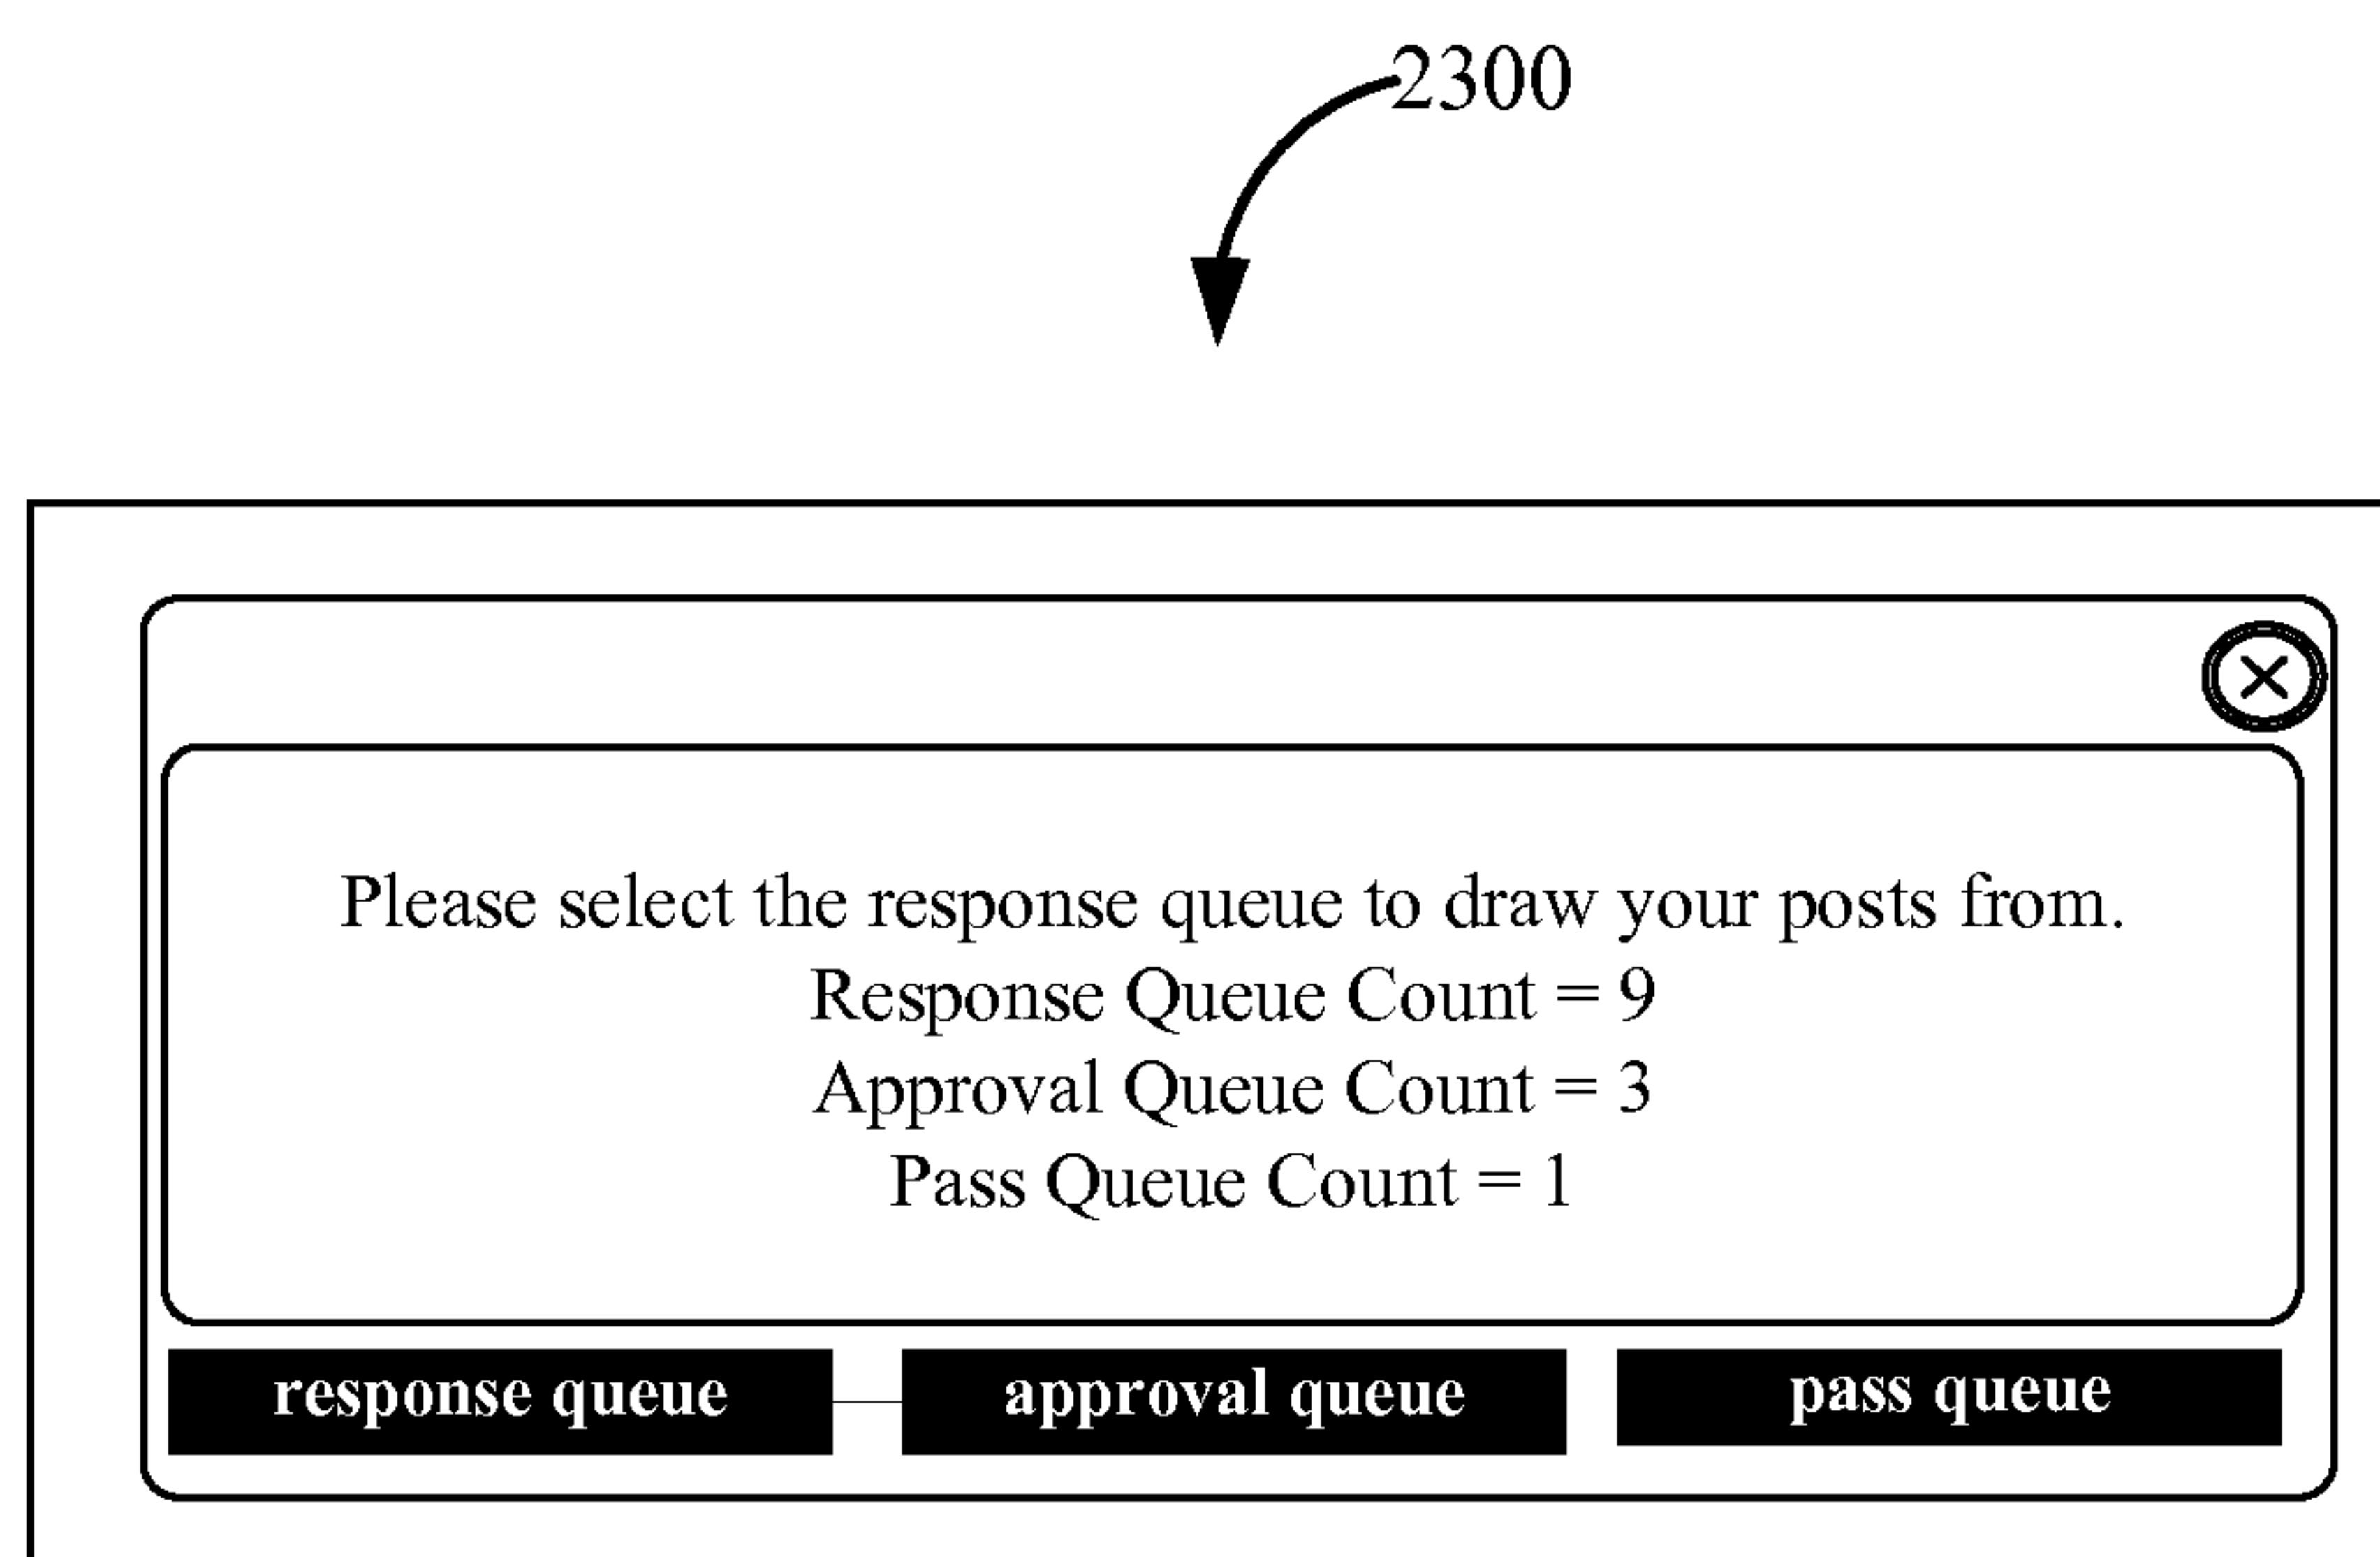 2300
Please select the response queue to draw your posts from.
Response Queue Count = 9
Approval Queue Count = 3
Pass Queue Count = 1
response queue
approval queue
pass queue